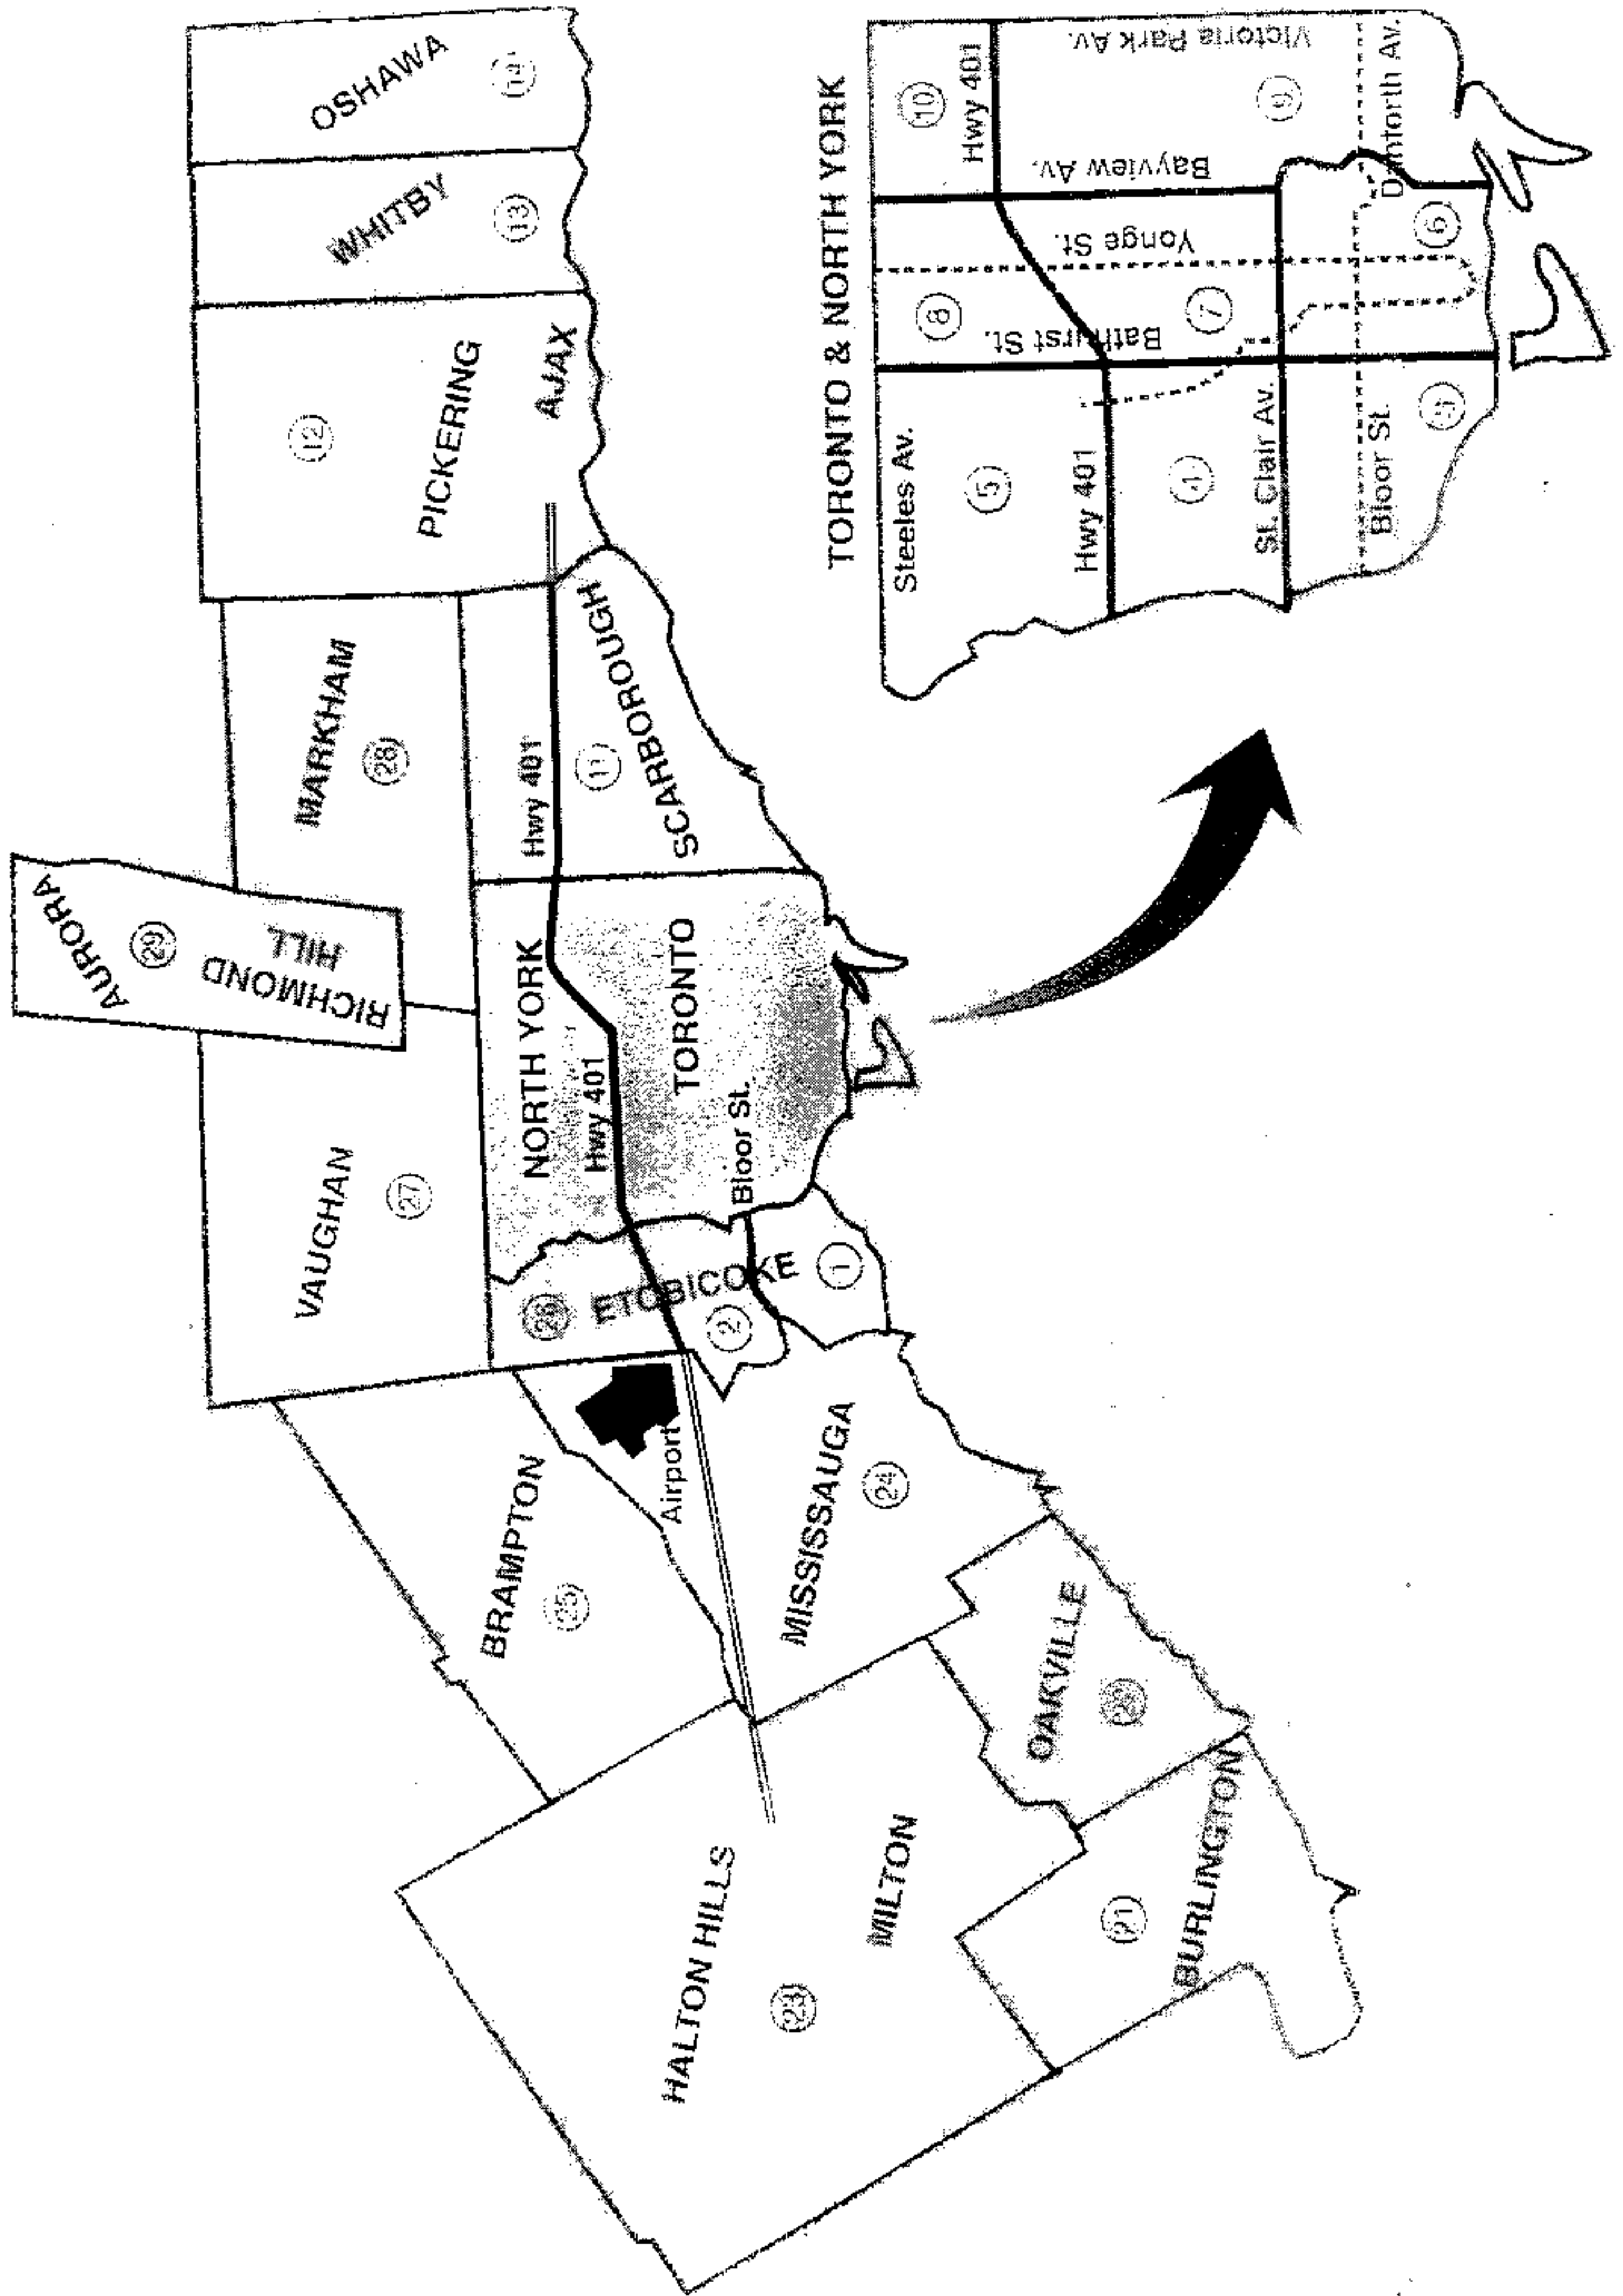 AURORA
29
RICHMOND
HILL
VAUGHAN
27
MARKHAM
28
PICKERING
12
AJAX
WHITBY
13
OSHAWA
14
BRAMPTON
25
Airport
26
ETOBICOKE
2
1
NORTH YORK
Hwy 401
TORONTO
Bloor St.
Hwy 401
11
SCARBOROUGH
HALTON HILLS
23
MILTON
MISSISSAUGA
24
OAKVILLE
21
BURLINGTON
TORONTO & NORTH YORK
Steeles Av.
5
Hwy 401
4
St. Clair Av.
Bloor St.
8
Bathurst St.
7
Yonge St.
6
10
Hwy 401
Bayview Av.
9
Victoria Park Av.
Danforth Av.